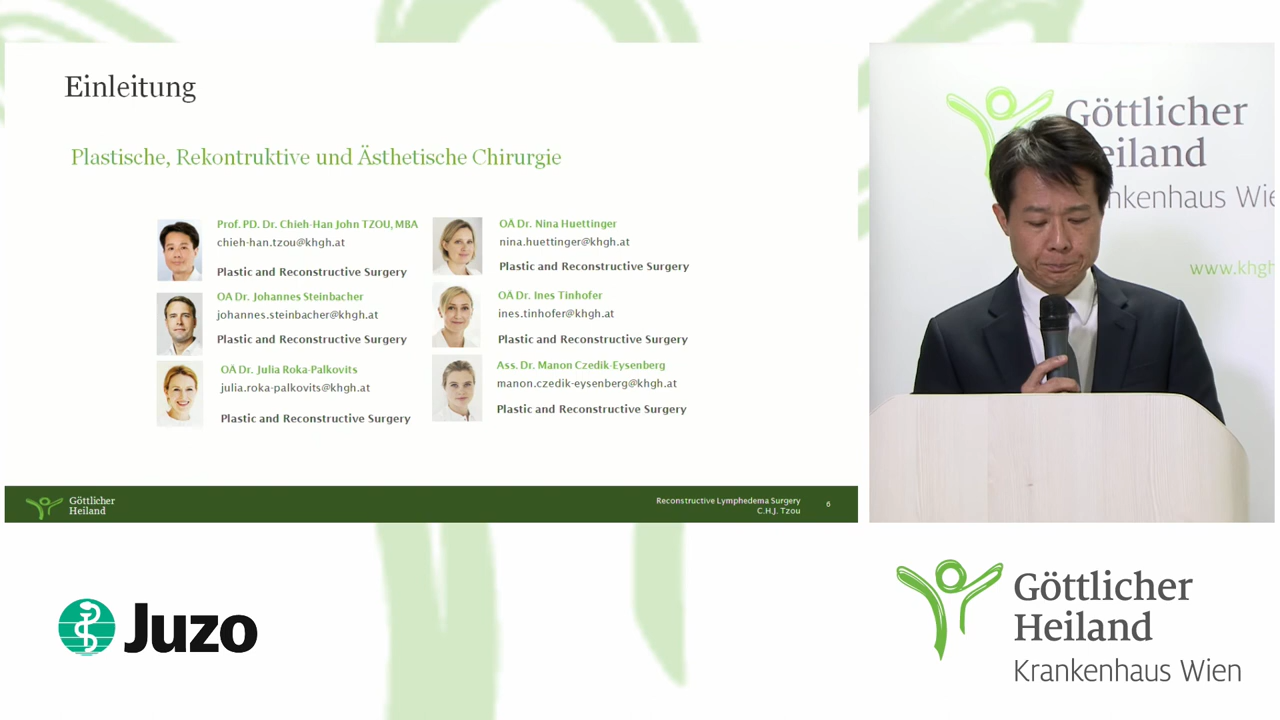 Einleitung
Plastische, Rekontruktive und Ästhetische Chirurgie
Prof. PD. Dr. Chieh-Han John TZOU, MBA
chieh-han.tzou@khgh.at
Plastic and Reconstructive Surgery
OA Dr. Johannes Steinbacher
johannes.steinbacher@khgh.at
Plastic and Reconstructive Surgery
OÄ Dr. Julia Roka-Palkovits
julia.roka-palkovits@khgh.at
Plastic and Reconstructive Surgery
OÄ Dr. Nina Huettinger
nina.huettinger@khgh.at
Plastic and Reconstructive Surgery
OÄ Dr. Ines Tinhofer
ines.tinhofer@khgh.at
Plastic and Reconstructive Surgery
Ass. Dr. Manon Czedik-Eysenberg
manon.czedik-eysenberg@khgh.at
Plastic and Reconstructive Surgery
Göttlicher
Heiland
Reconstructive Lymphedema Surgery
C.H.J. Tzou
6
Göttlicher
eiland
nkenhaus Wie
www.khgh
Juzo
Göttlicher
Heiland
Krankenhaus Wien